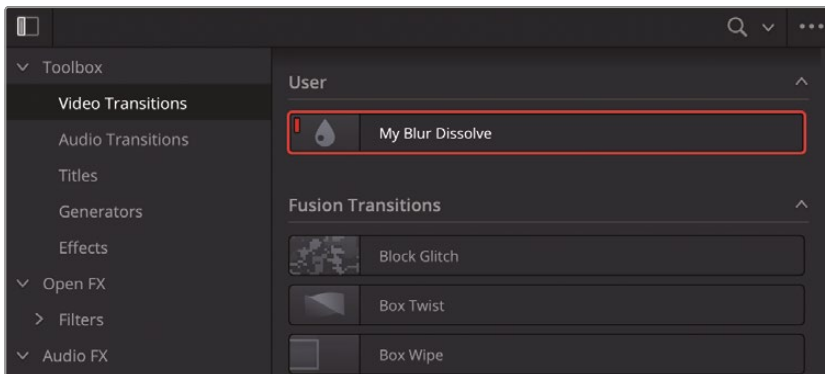 Toolbox
Video Transitions
Audio Transitions
Titles
Generators
Effects
Open FX
Filters
Audio FX
User
My Blur Dissolve
Fusion Transitions
Block Glitch
Box Twist
Box Wipe